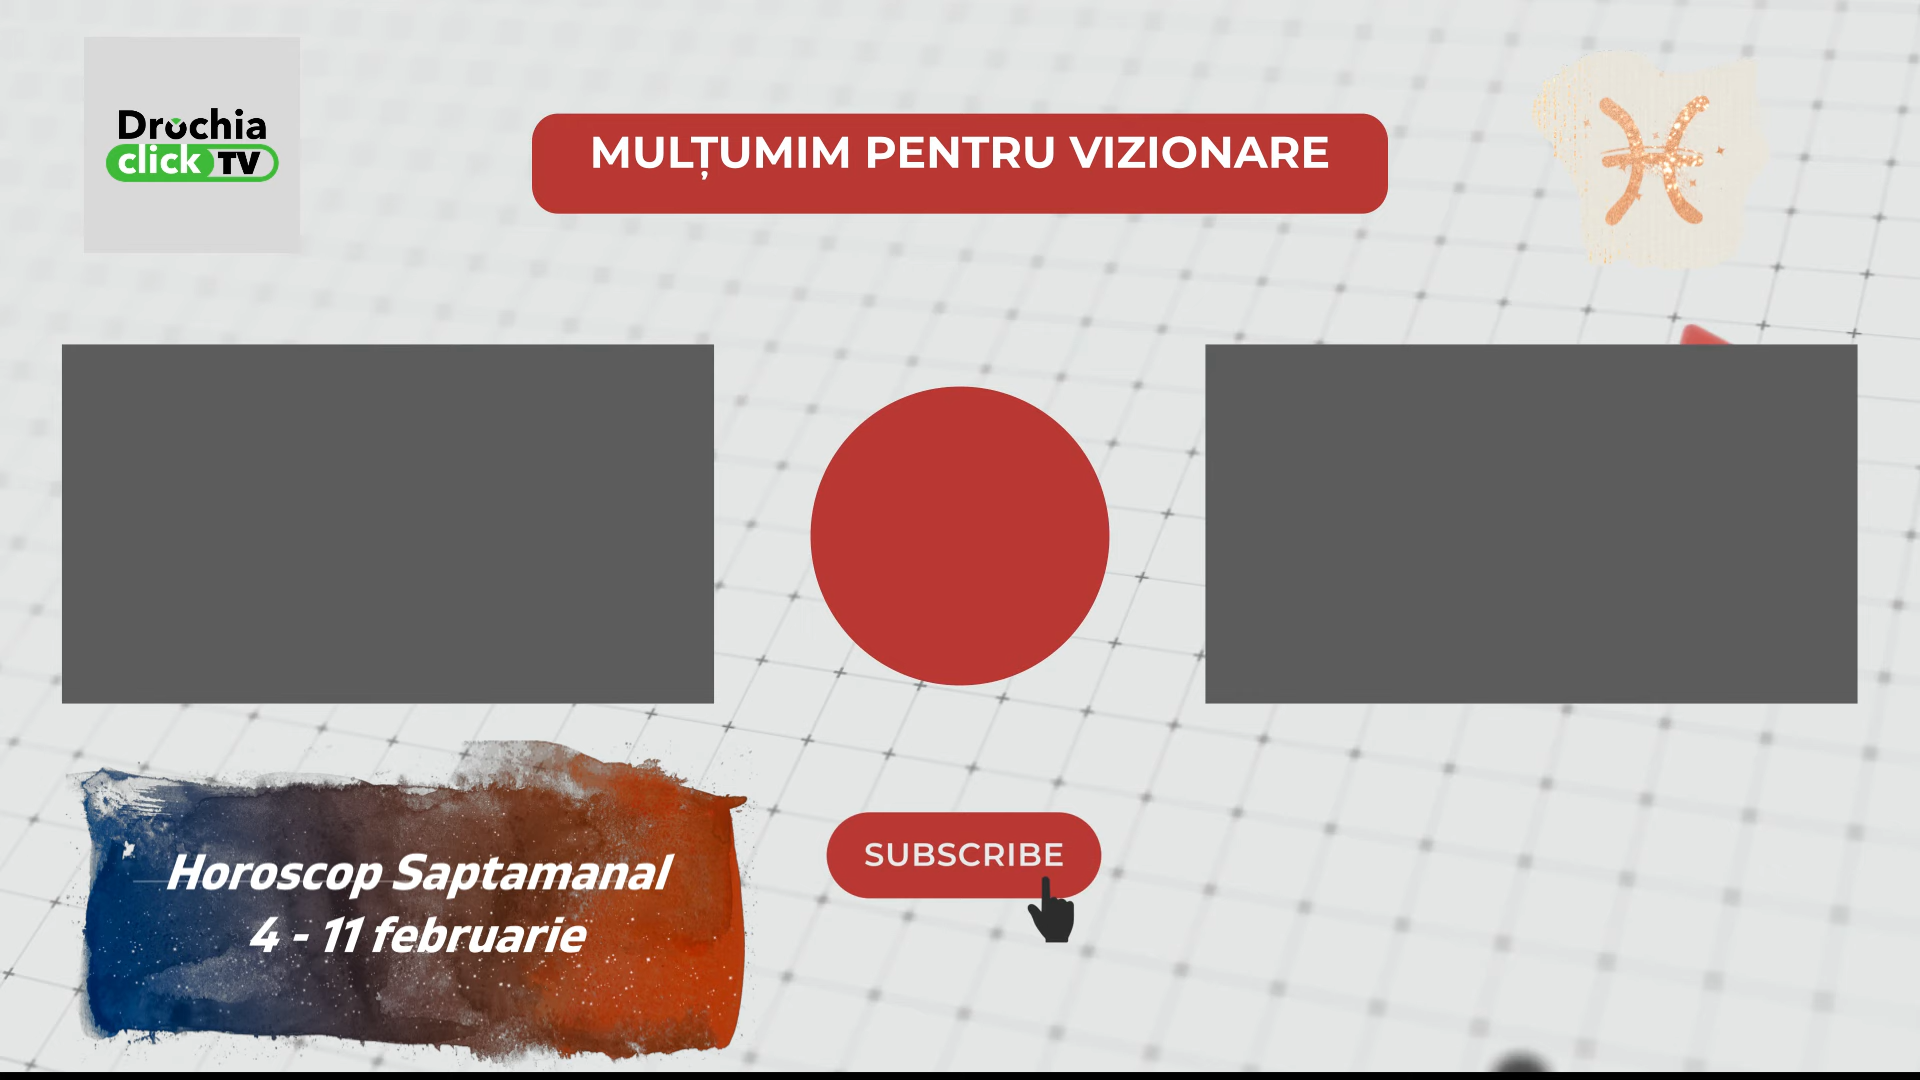 Drochia
click TV
MULȚUMIM PENTRU VIZIONARE
SUBSCRIBE
Horoscop Saptamanal
4 - 11 februarie